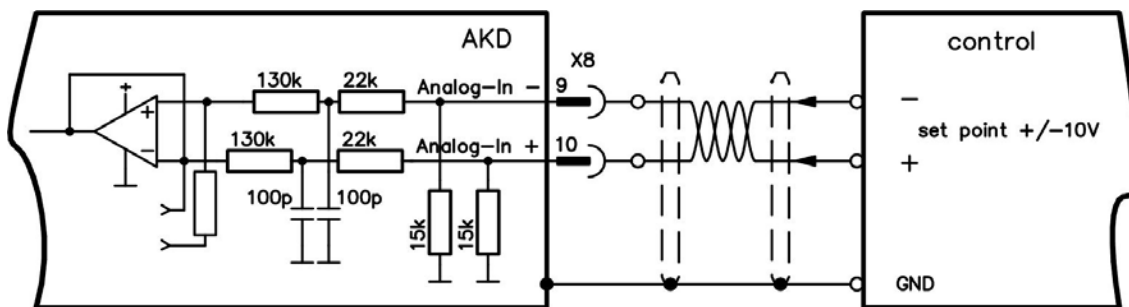 AKD
control
X8
130k
22k
Analog-In -
9
-
+
set point +/-10V
130k
22k
Analog-In +
10
-
+
100p
100p
15k
15k
GND
+